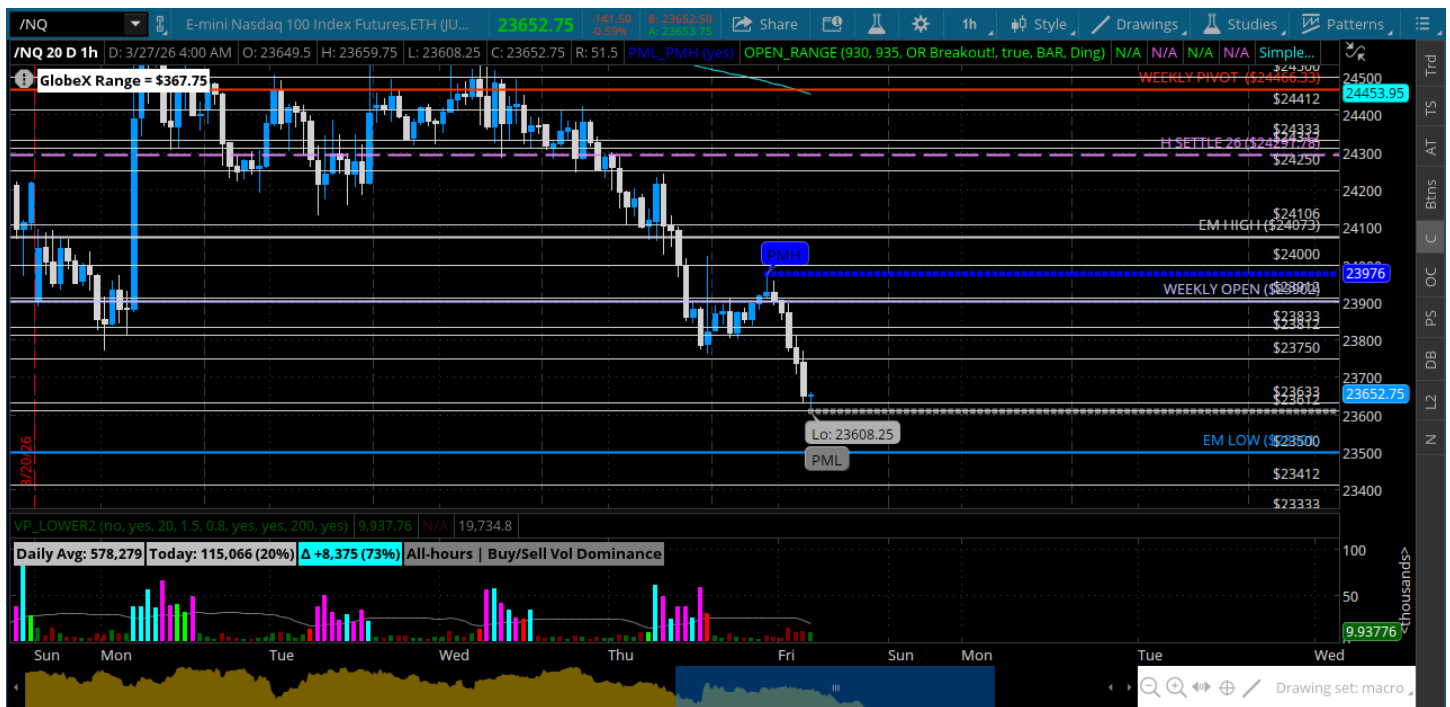 /NQ E-mini Nasdaq 100 Index Futures,ETH (JU... 23652.75 -141.50 -0.59% B: 23652.50 A: 23653.75 Share 1h Style Drawings Studies Patterns
/NQ 20 D 1h D: 3/27/26 4:00 AM O: 23649.5 H: 23659.75 L: 23608.25 C: 23652.75 R: 51.5 PML_PMH (yes) OPEN_RANGE (930, 935, OR Breakout!, true, BAR, Ding) N/A N/A N/A N/A Simple...
GlobeX Range = $367.75
$24500
WEEKLY PIVOT ($24466.33)
$24412
$24333
H SETTLE 26 ($24291.78)
$24250
$24106
EM HIGH ($24073)
$24000
PMH
$23912
WEEKLY OPEN ($23902)
$23833
$23812
$23750
$23633
$23612
Lo: 23608.25
EM LOW (
$23500
PML
$23412
$23333
3/20/26
24500
24453.95
24400
24300
24200
24100
23976
23900
23800
23700
23652.75
23600
23500
23400
Trd
TS
AT
Btns
C
OC
PS
DB
L2
N
VP_LOWER2 (no, yes, 20, 1.5, 0.8, yes, yes, 200, yes) 9,937.76 N/A 19,734.8
Daily Avg: 578,279 Today: 115,066 (20%) Δ +8,375 (73%) All-hours | Buy/Sell Vol Dominance
100
50
9.93776
<thousands>
Sun Mon Tue Wed Thu Fri Sun Mon Tue Wed
Drawing set: macro